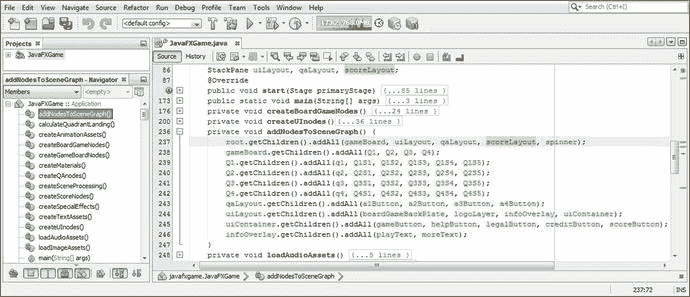 File Edit View Navigate Source Refactor Run Debug Profile Team Tools Window Help
Search (Ctrl+I)
<default config>
Projects
JavaFXGame
JavaFXGame.java
Source History
addNodesToSceneGraph() - Navigator
Members <empty>
JavaFXGame :: Application
addNodesToSceneGraph()
calculateQuadrantLanding()
createAnimationAssets()
createBoardGameNodes()
createGameBoardNodes()
createMaterials()
createQAnodes()
createSceneProcessing()
createScoreNodes()
createSpecialEffects()
createTextAssets()
createUInodes()
loadAudioAssets()
loadImageAssets()
main(String[] args)
86 StackPane uiLayout, qaLayout, scoreLayout;
87 @Override
public void start(Stage primaryStage) {...85 lines }
173 public static void main(String[] args) {...3 lines }
176 private void createBoardGameNodes() {...24 lines }
200 private void createUInodes() {...36 lines }
236 private void addNodesToSceneGraph() {
237 root.getChildren().addAll(gameBoard, uiLayout, qaLayout, scoreLayout, spinner);
238 gameBoard.getChildren().addAll(Q1, Q2, Q3, Q4);
239 Q1.getChildren().addAll(q1, Q1S1, Q1S2, Q1S3, Q1S4, Q1S5);
240 Q2.getChildren().addAll(q2, Q2S1, Q2S2, Q2S3, Q2S4, Q2S5);
241 Q3.getChildren().addAll(q3, Q3S1, Q3S2, Q3S3, Q3S4, Q3S5);
242 Q4.getChildren().addAll(q4, Q4S1, Q4S2, Q4S3, Q4S4, Q4S5);
243 qaLayout.getChildren().addAll(a1Button, a2Button, a3Button, a4Button);
244 uiLayout.getChildren().addAll(boardGameBackPlate, logoLayer, infoOverlay, uiContainer);
245 uiContainer.getChildren().addAll(gameButton, helpButton, legalButton, creditButton, scoreButton);
246 infoOverlay.getChildren().addAll(playText, moreText);
247 }
248 private void loadAudioAssets() {...5 lines }
javafxgame.JavaFXGame addNodesToSceneGraph
237:72 INS